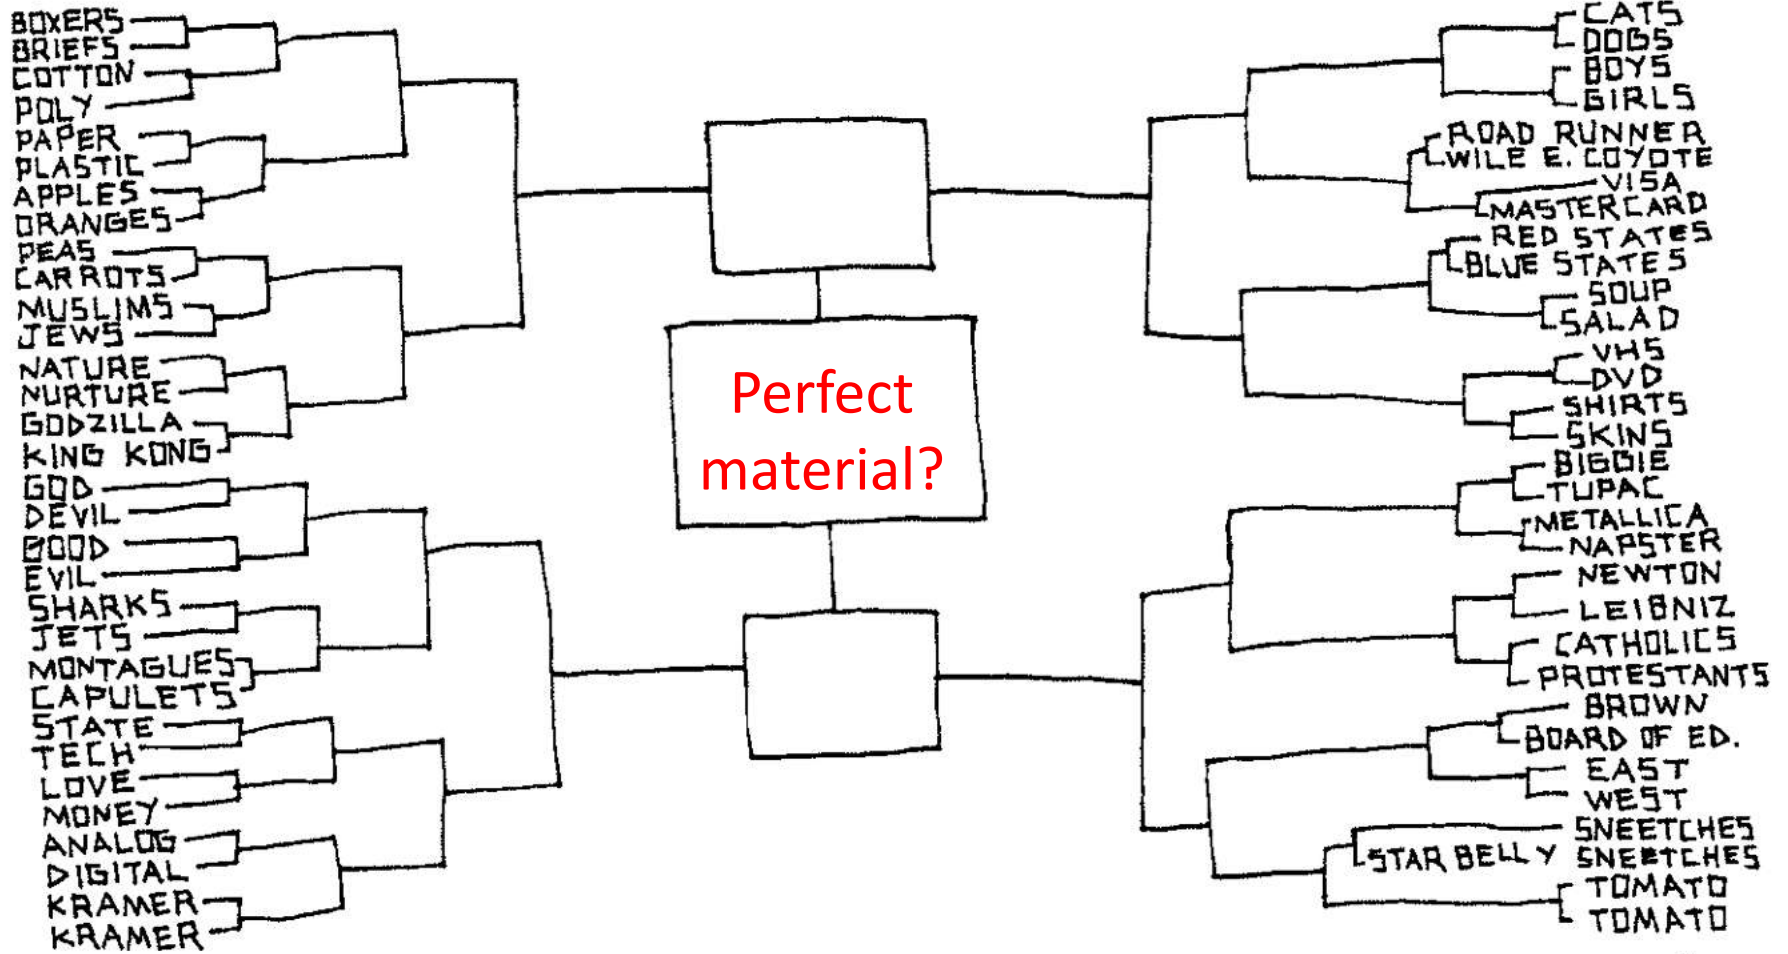 BOXERS
BRIEFS
COTTON
POLY
PAPER
PLASTIC
APPLES
ORANGES
PEAS
CARROTS
MUSLIMS
JEWS
NATURE
NURTURE
GODZILLA
KING KONG
GOD
DEVIL
GOOD
EVIL
SHARKS
JETS
MONTAGUES
CAPULETS
STATE
TECH
LOVE
MONEY
ANALOG
DIGITAL
KRAMER
KRAMER
Perfect
material?
CATS
DOGS
BOYS
GIRLS
ROAD RUNNER
WILE E. COYOTE
VISA
MASTERCARD
RED STATES
BLUE STATES
SOUP
SALAD
VHS
DVD
SHIRTS
SKINS
BIGGIE
TUPAC
METALLICA
NAPSTER
NEWTON
LEIBNIZ
CATHOLICS
PROTESTANTS
BROWN
BOARD OF ED.
EAST
WEST
SNEETCHES
STAR BELLY SNEETCHES
TOMATO
TOMATO